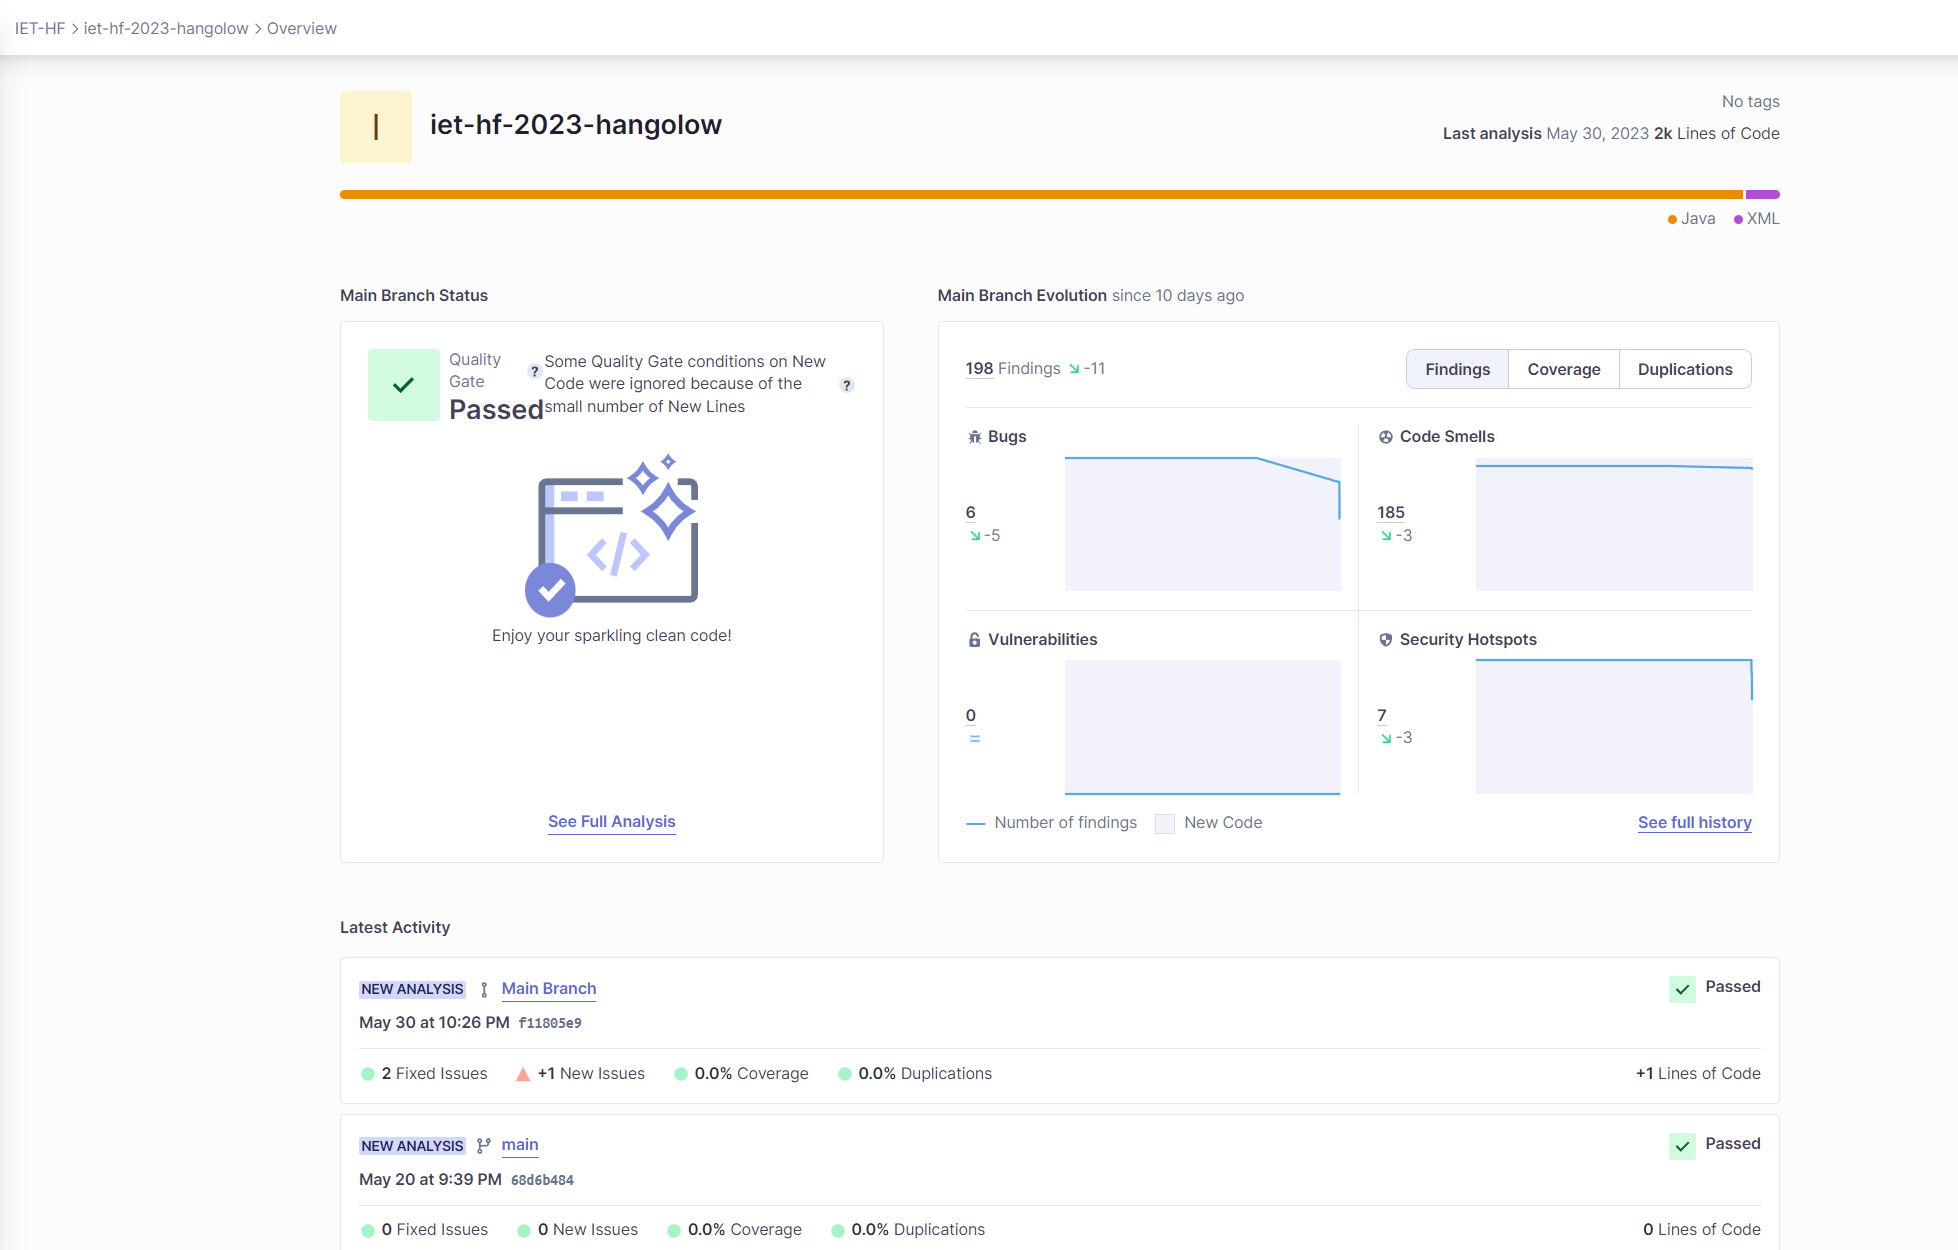 IET-HF > iet-hf-2023-hangolow > Overview
I
iet-hf-2023-hangolow
No tags
Last analysis May 30, 2023 2k Lines of Code
Java XML
Main Branch Status
Quality Gate
Passed
?
Some Quality Gate conditions on New
Code were ignored because of the
small number of New Lines
?
</>
Enjoy your sparkling clean code!
See Full Analysis
Main Branch Evolution since 10 days ago
198 Findings -11
Findings Coverage Duplications
Bugs
6
-5
Code Smells
185
-3
Vulnerabilities
0
=
Security Hotspots
7
-3
Number of findings New Code
See full history
Latest Activity
NEW ANALYSIS Main Branch
Passed
May 30 at 10:26 PM f11805e9
2 Fixed Issues +1 New Issues 0.0% Coverage 0.0% Duplications
+1 Lines of Code
NEW ANALYSIS main
Passed
May 20 at 9:39 PM 68d6b484
0 Fixed Issues 0 New Issues 0.0% Coverage 0.0% Duplications
0 Lines of Code